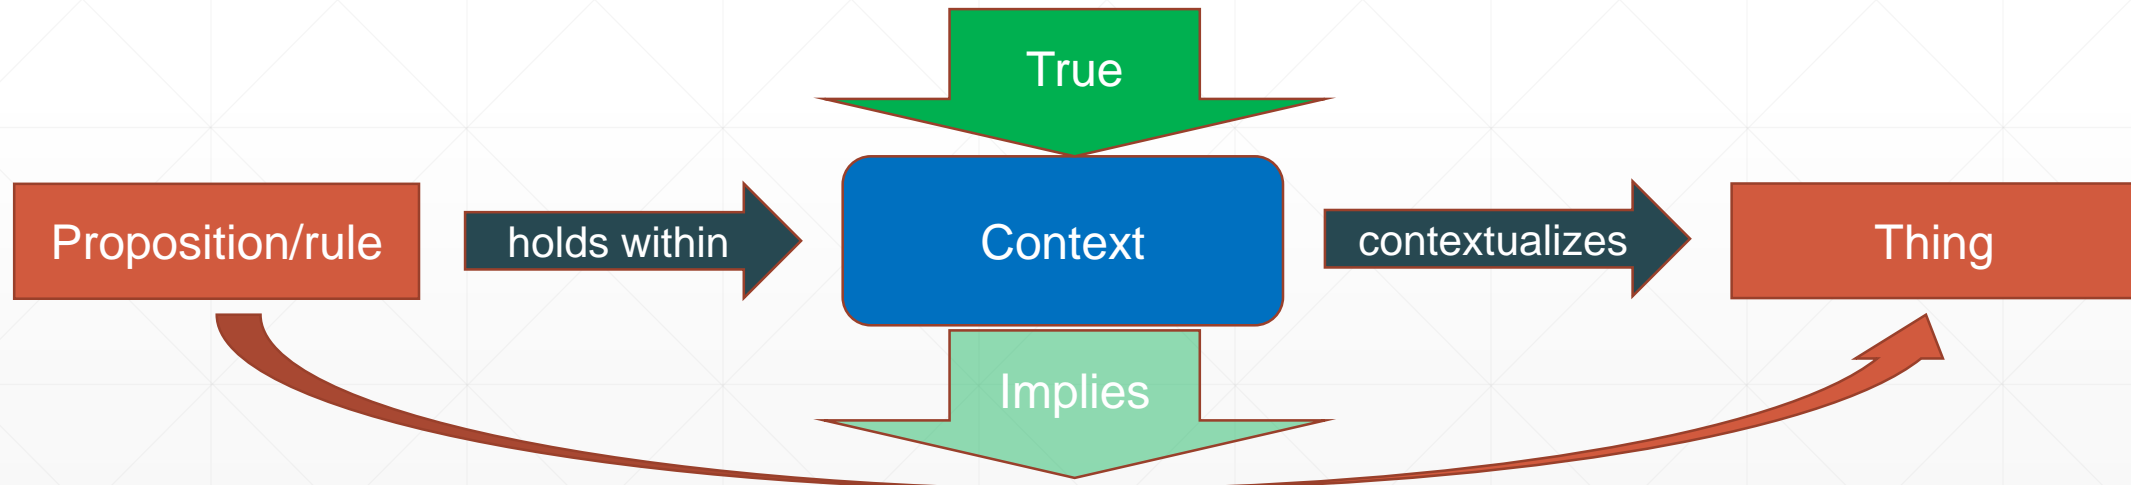 True
Proposition/rule
holds within
Context
contextualizes
Thing
Implies